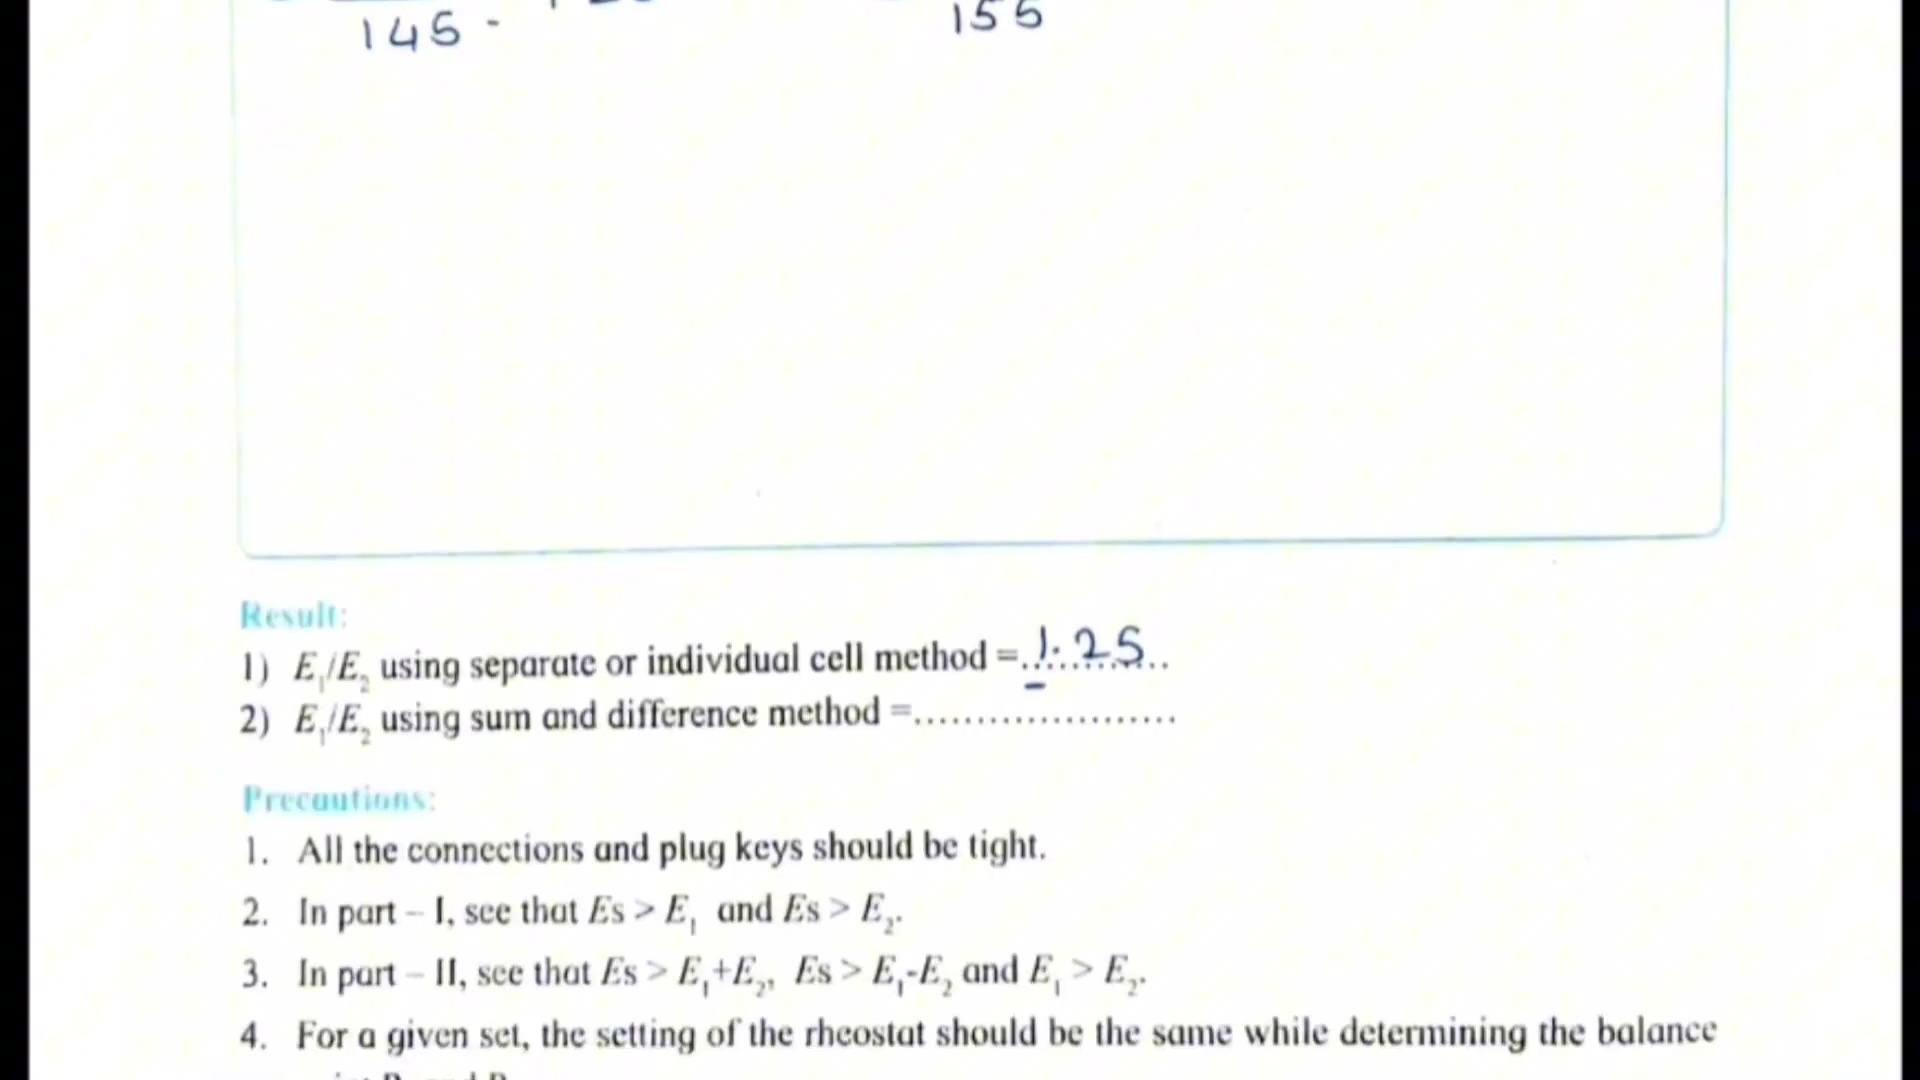 145 155
Result:
1) E₁/E₂ using separate or individual cell method =.1.25..
2) E₁/E₂ using sum and difference method =.....................
Precautions:
1. All the connections and plug keys should be tight.
2. In part – I, see that Es > E₁ and Es > E₂.
3. In part – II, see that Es > E₁+E₂, Es > E₁-E₂ and E₁ > E₂.
4. For a given set, the setting of the rheostat should be the same while determining the balance